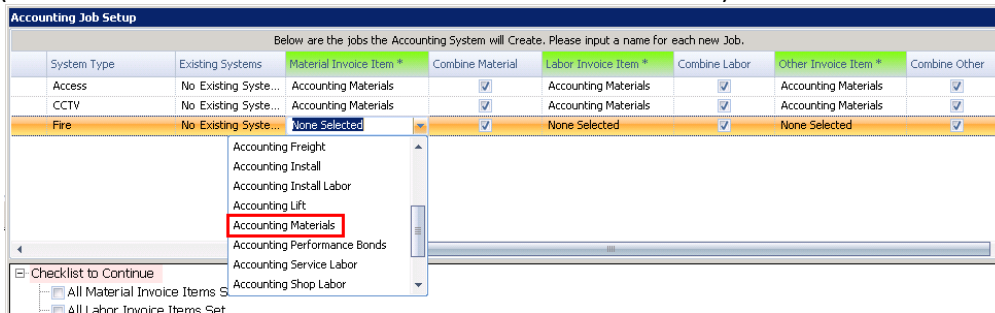 Accounting Job Setup
Below are the jobs the Accounting System will Create. Please input a name for each new Job.
System Type Existing Systems Material Invoice Item * Combine Material Labor Invoice Item * Combine Labor Other Invoice Item * Combine Other
Access No Existing Syste... Accounting Materials Accounting Materials Accounting Materials
CCTV No Existing Syste... Accounting Materials Accounting Materials Accounting Materials
Fire No Existing Syste... None Selected None Selected None Selected
Accounting Freight
Accounting Install
Accounting Install Labor
Accounting Lift
Accounting Materials
Accounting Performance Bonds
Accounting Service Labor
Accounting Shop Labor
Checklist to Continue
All Material Invoice Items S
All Labor Invoice Items Set